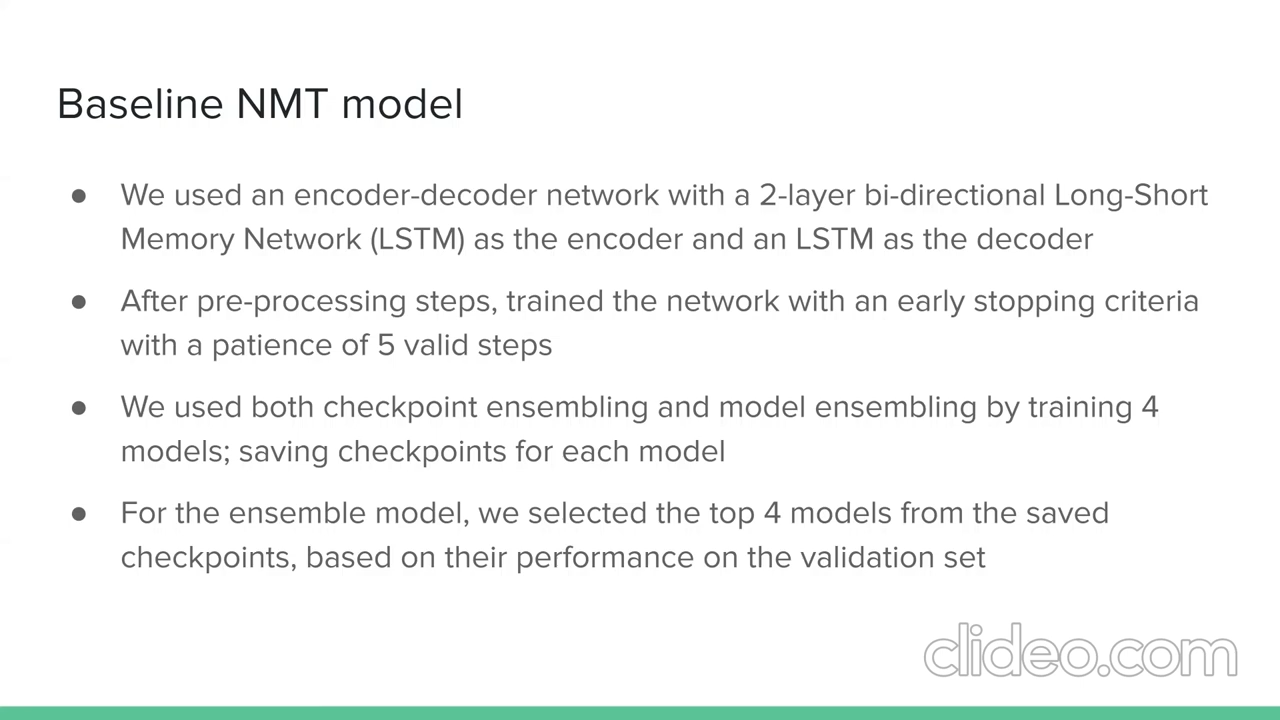 Baseline NMT model
● We used an encoder-decoder network with a 2-layer bi-directional Long-Short
Memory Network (LSTM) as the encoder and an LSTM as the decoder
● After pre-processing steps, trained the network with an early stopping criteria
with a patience of 5 valid steps
● We used both checkpoint ensembling and model ensembling by training 4
models; saving checkpoints for each model
● For the ensemble model, we selected the top 4 models from the saved
checkpoints, based on their performance on the validation set
clideo.com